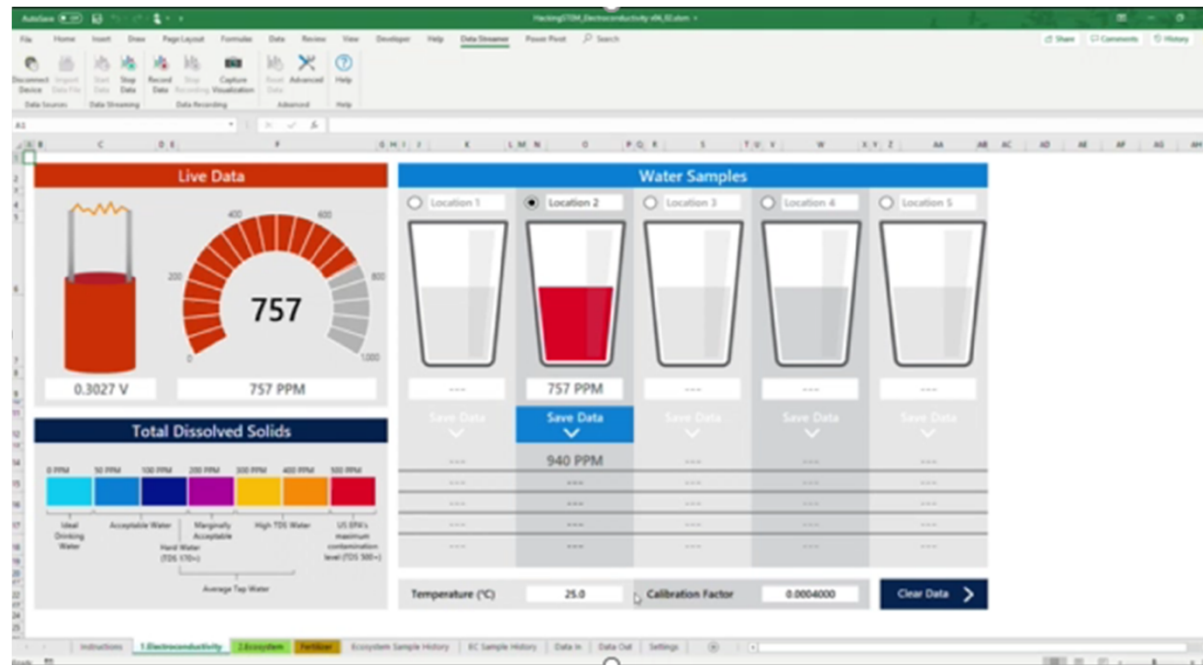 AutoSave
HackingSTEM_Electroconductivity
File Home Insert Draw Page Layout Formulas Data Review View Developer Help Data Streamer Power Pivot Search
Share Comments History
Disconnect Device Import Data File Start Data Stop Data Record Data Stop Recording Capture Visualization Reset Data Advanced Help
Data Sources Data Streaming Data Recording Advanced Help
A1
Live Data
0 200 400 600 800 1,000
757
0.3027 V
757 PPM
Water Samples
Location 1 Location 2 Location 3 Location 4 Location 5
--- 757 PPM --- --- ---
Save Data Save Data Save Data Save Data Save Data
--- 940 PPM --- --- ---
--- --- --- --- ---
--- --- --- --- ---
--- --- --- --- ---
--- --- --- --- ---
Temperature (°C) 25.0 Calibration Factor 0.0004000 Clear Data
Total Dissolved Solids
0 PPM 50 PPM 100 PPM 200 PPM 300 PPM 400 PPM 500 PPM
Ideal Drinking Water
Acceptable Water
Hard Water
(TDS 170+)
Marginally Acceptable
High TDS Water
US EPA's
maximum
contamination
level (TDS 500+)
Average Tap Water
Instructions 1.Electroconductivity 2.Ecosystem Fertilizer Ecosystem Sample History EC Sample History Data In Data Out Settings